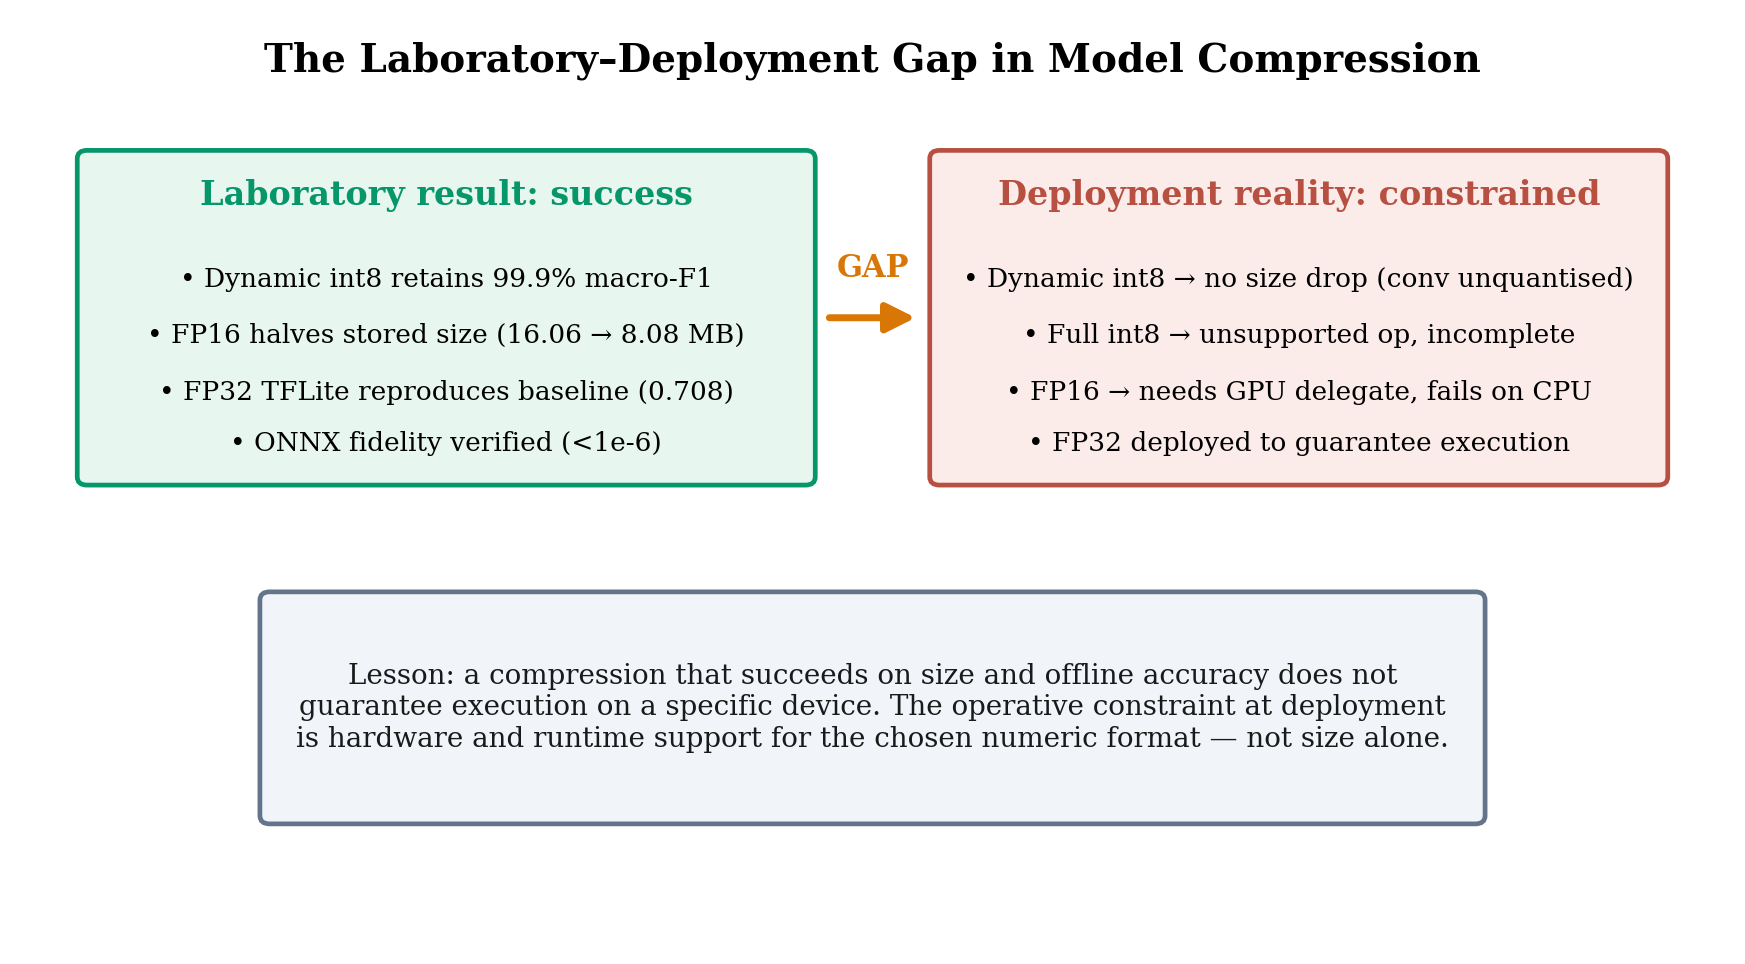 The Laboratory–Deployment Gap in Model Compression
Laboratory result: success
• Dynamic int8 retains 99.9% macro-F1
• FP16 halves stored size (16.06 → 8.08 MB)
• FP32 TFLite reproduces baseline (0.708)
• ONNX fidelity verified (<1e-6)
GAP
Deployment reality: constrained
• Dynamic int8 → no size drop (conv unquantised)
• Full int8 → unsupported op, incomplete
• FP16 → needs GPU delegate, fails on CPU
• FP32 deployed to guarantee execution
Lesson: a compression that succeeds on size and offline accuracy does not
guarantee execution on a specific device. The operative constraint at deployment
is hardware and runtime support for the chosen numeric format — not size alone.